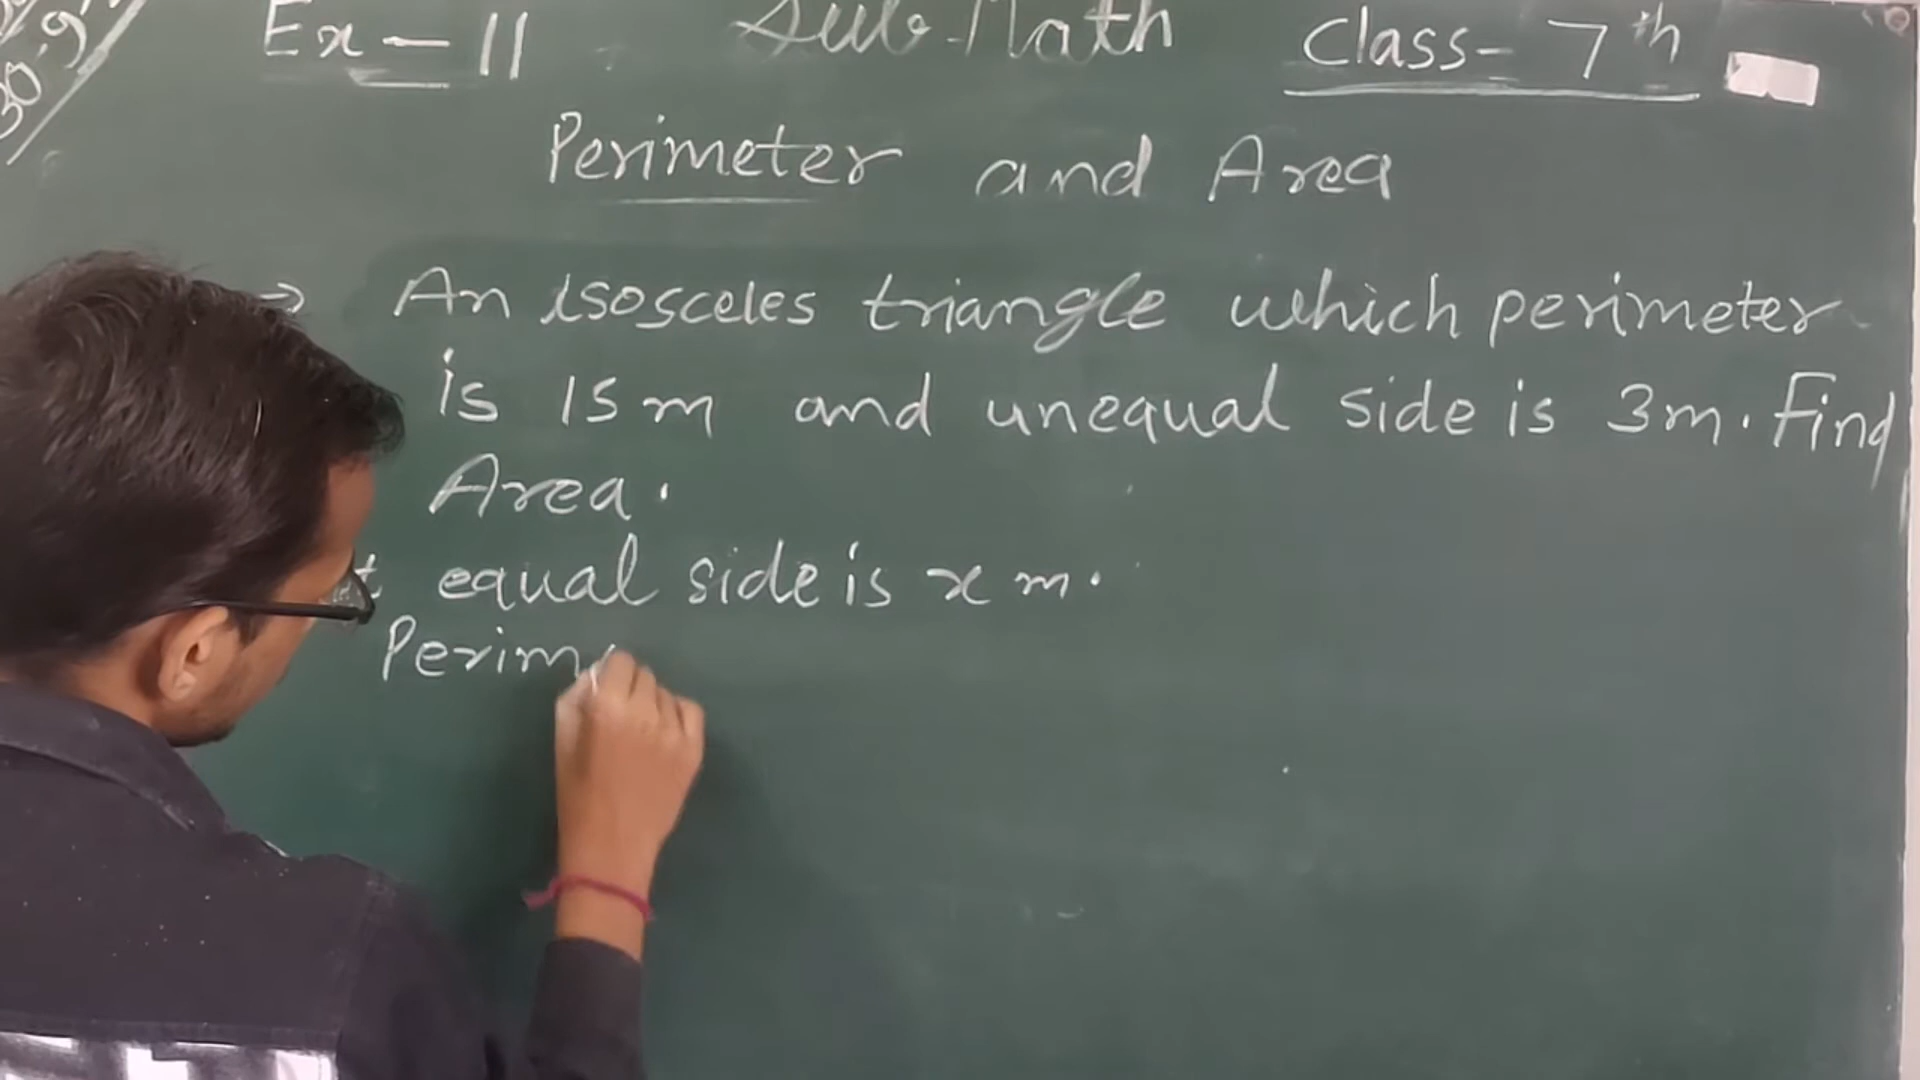 Ex - 11 Sub - Math Class - 7th
Perimeter and Area
→ An isosceles triangle which perimeter
is 15 m and unequal side is 3m. Find
Area.
equal side is x m.
Perim